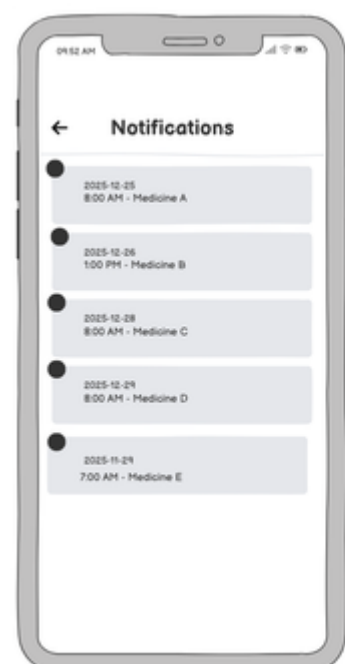 09:52 AM
Notifications
2025-12-25
8:00 AM - Medicine A
2025-12-26
1:00 PM - Medicine B
2025-12-28
8:00 AM - Medicine C
2025-12-29
8:00 AM - Medicine D
2025-11-29
7:00 AM - Medicine E